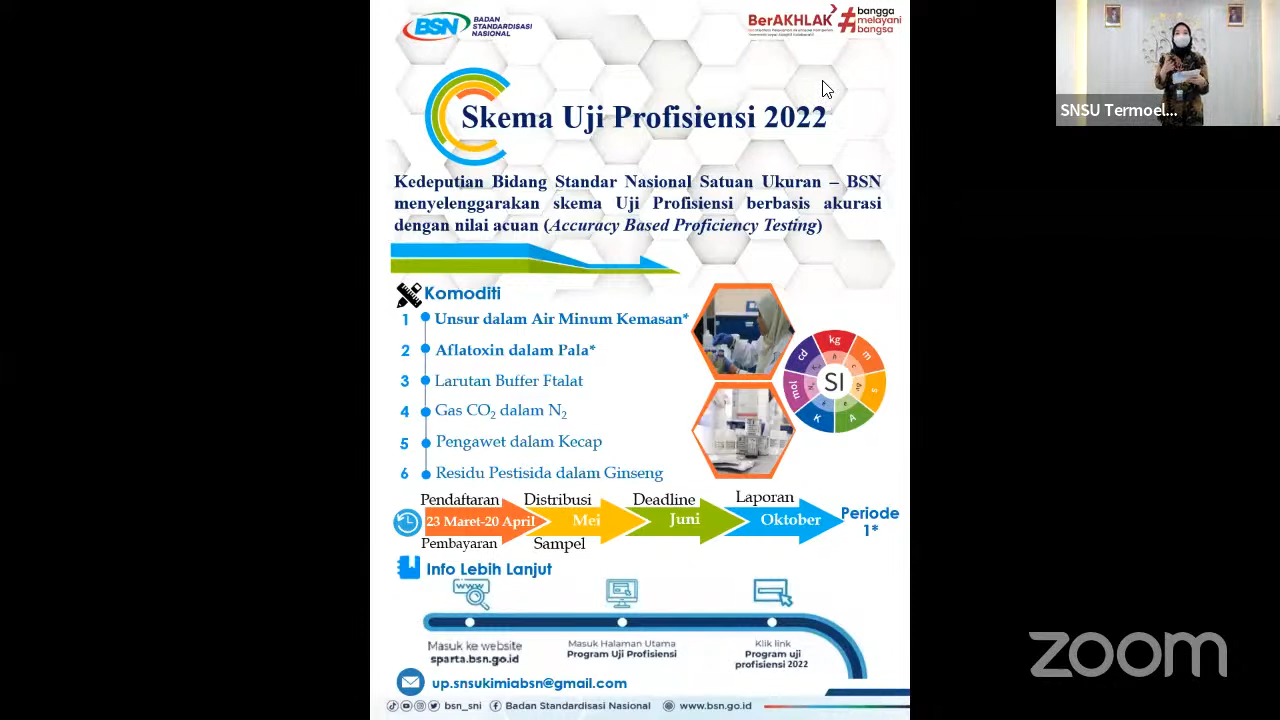 BSN
BADAN
STANDARDISASI
NASIONAL
BerAKHLAK
#
bangga
melayani
bangsa
SNSU Termoel...
Skema Uji Profisiensi 2022
Kedeputian Bidang Standar Nasional Satuan Ukuran – BSN
menyelenggarakan skema Uji Profisiensi berbasis akurasi
dengan nilai acuan (Accuracy Based Proficiency Testing)
Komoditi
1 Unsur dalam Air Minum Kemasan*
2 Aflatoxin dalam Pala*
3 Larutan Buffer Ftalat
4 Gas CO2 dalam N2
5 Pengawet dalam Kecap
6 Residu Pestisida dalam Ginseng
SI
kg
m
s
A
K
mol
cd
Pendaftaran Distribusi Deadline Laporan
23 Maret-20 April Mei Juni Oktober
Pembayaran Sampel
Periode
1*
Info Lebih Lanjut
www
Masuk ke website
sparta.bsn.go.id
Masuk Halaman Utama
Program Uji Profisiensi
Klik link
Program uji
profisiensi 2022
up.snsukimiabsn@gmail.com
bsn_sni Badan Standardisasi Nasional www.bsn.go.id
zoom